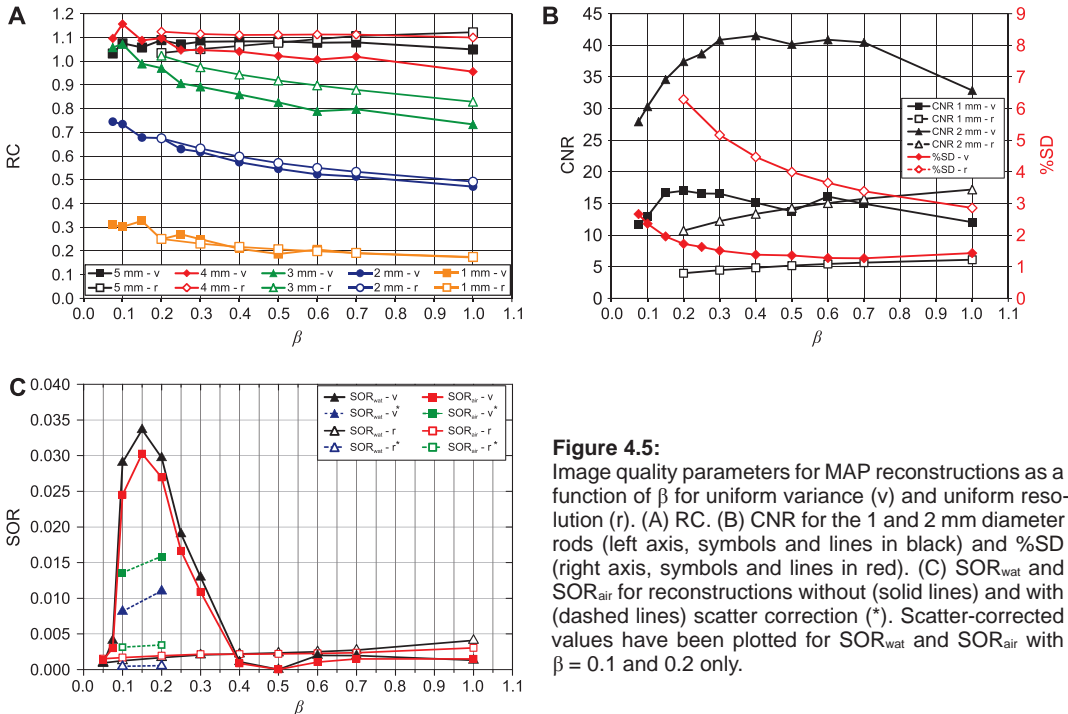 A
RC
1.2
1.1
1.0
0.9
0.8
0.7
0.6
0.5
0.4
0.3
0.2
0.1
0.0
5 mm - v
4 mm - v
3 mm - v
2 mm - v
1 mm - v
5 mm - r
4 mm - r
3 mm - r
2 mm - r
1 mm - r
0.0 0.1 0.2 0.3 0.4 0.5 0.6 0.7 0.8 0.9 1.0 1.1
β
B
CNR
45
40
35
30
25
20
15
10
5
0
CNR 1 mm - v
CNR 1 mm - r
CNR 2 mm - v
CNR 2 mm - r
%SD - v
%SD - r
9
8
7
6
5
4
3
2
1
0
%SD
0.0 0.1 0.2 0.3 0.4 0.5 0.6 0.7 0.8 0.9 1.0 1.1
β
C
SOR
0.040
0.035
0.030
0.025
0.020
0.015
0.010
0.005
0.000
SORwat - v
SORair - v
SORwat - v*
SORair - v*
SORwat - r
SORair - r
SORwat - r*
SORair - r*
0.0 0.1 0.2 0.3 0.4 0.5 0.6 0.7 0.8 0.9 1.0 1.1
β
Figure 4.5:
Image quality parameters for MAP reconstructions as a
function of β for uniform variance (v) and uniform reso-
lution (r). (A) RC. (B) CNR for the 1 and 2 mm diameter
rods (left axis, symbols and lines in black) and %SD
(right axis, symbols and lines in red). (C) SORwat and
SORair for reconstructions without (solid lines) and with
(dashed lines) scatter correction (*). Scatter-corrected
values have been plotted for SORwat and SORair with
β = 0.1 and 0.2 only.